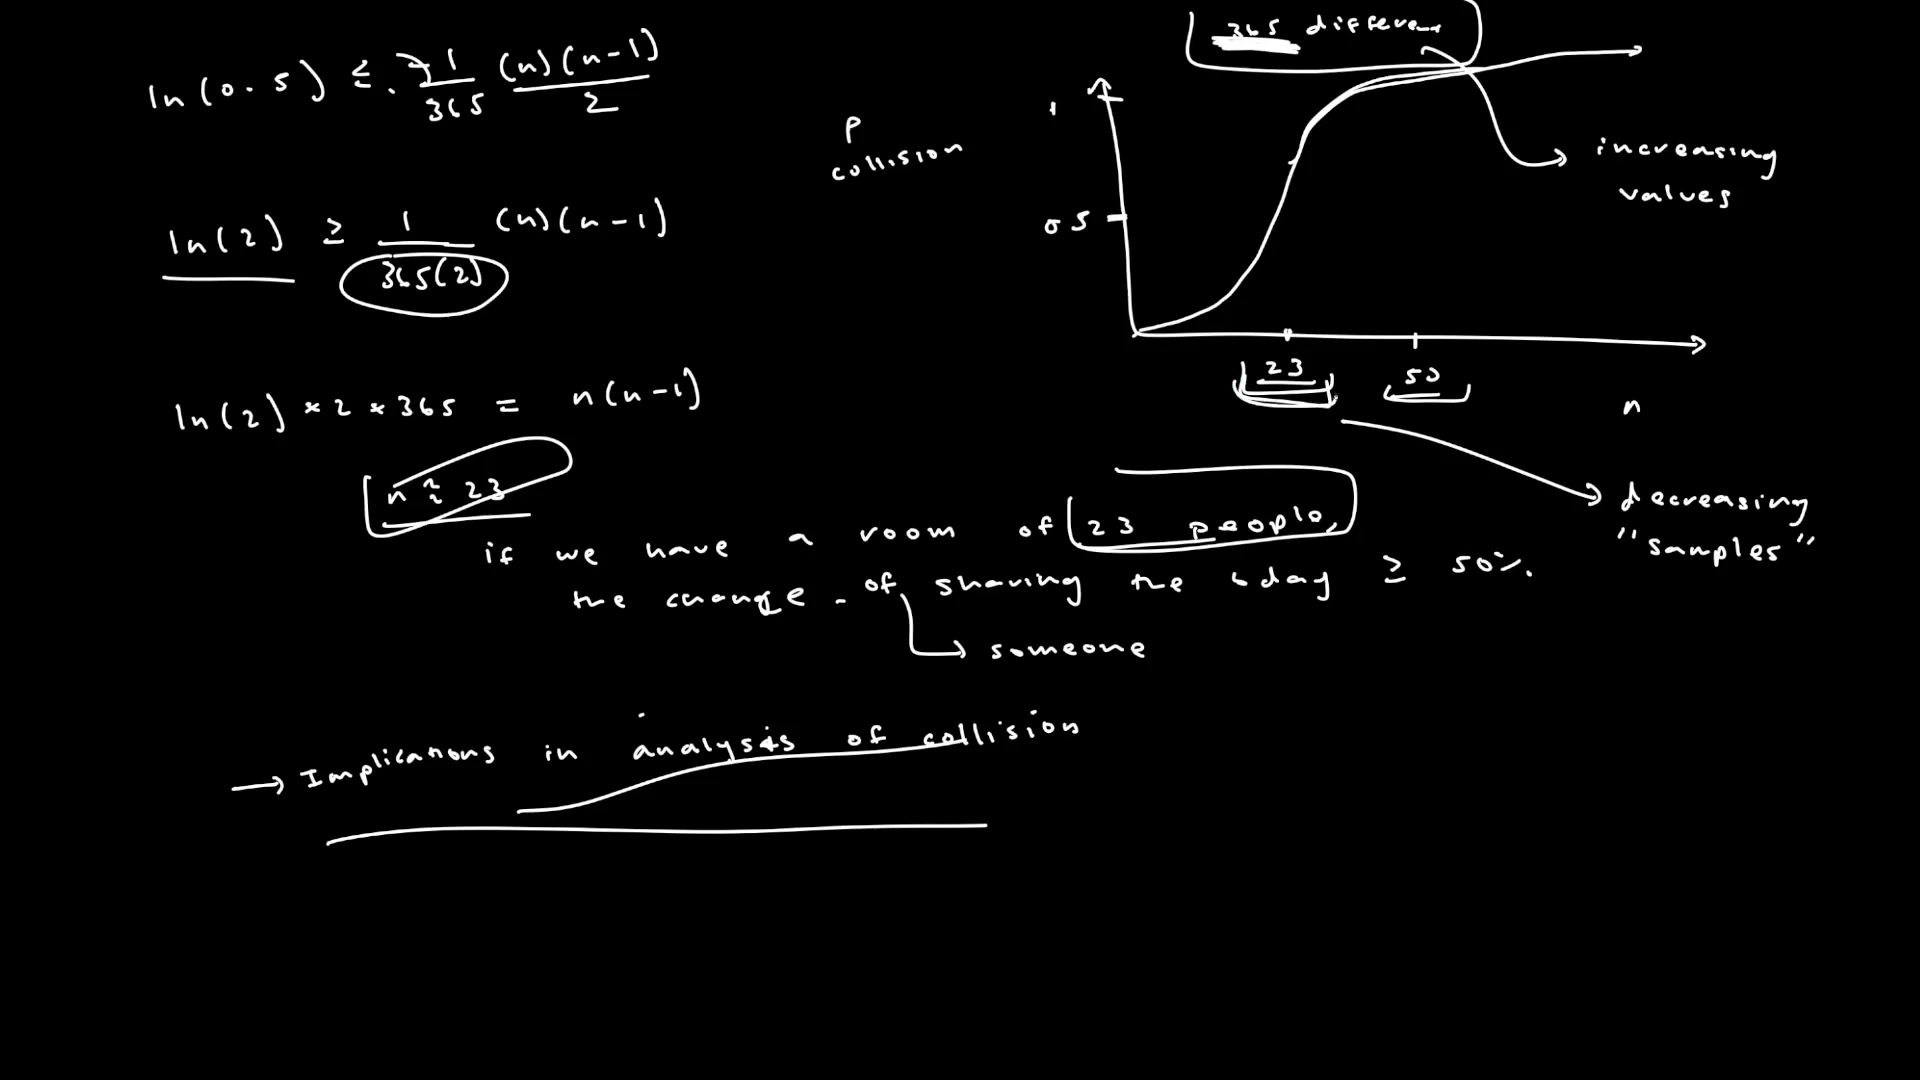 ln(0.5) ≤ -1/365 (n)(n-1)/2
ln(2) ≥ 1/365(2) (n)(n-1)
ln(2) * 2 * 365 = n(n-1)
n ≈ 23
365 different
P
collision
1
0 5
23
50
n
increasing
values
decreasing
"samples"
if we have a room of 23 people,
the change of sharing the bday ≥ 50%.
→ someone
→ Implications in analysis of collision